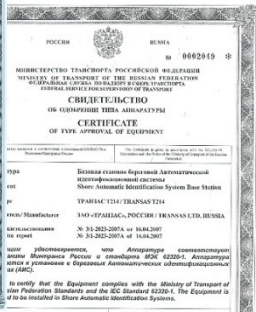 РОССИЯ RUSSIA
№ 0002049 *
МИНИСТЕРСТВО ТРАНСПОРТА РОССИЙСКОЙ ФЕДЕРАЦИИ
MINISTRY OF TRANSPORT OF THE RUSSIAN FEDERATION
ФЕДЕРАЛЬНАЯ СЛУЖБА ПО НАДЗОРУ В СФЕРЕ ТРАНСПОРТА
FEDERAL SERVICE FOR SUPERVISION OF TRANSPORT
СВИДЕТЕЛЬСТВО
ОБ ОДОБРЕНИИ ТИПА АППАРАТУРЫ
CERTIFICATE
OF TYPE APPROVAL OF EQUIPMENT
Базовая станция береговой Автоматической
идентификационной системы
Shore Automatic Identification System Base Station
ТРАНЗАС Т214 / TRANSAS T214
/ Manufacturer ЗАО «ТРАНЗАС», РОССИЯ / TRANSAS LTD, RUSSIA
№ 3/1-2023-2007А от 16.04.2007
report № 3/1-2023-2007А of 16.04.2007
удостоверяется, что Аппаратура соответствует
Минтранса России и стандарта МЭК 62320-1. Аппаратура
к установке в береговых Автоматических идентификационных
(АИС).
to certify that the Equipment complies with the Ministry of Transport of
Federation Standards and the IEC Standard 62320-1. The Equipment is
to be installed in Shore Automatic Identification Systems.